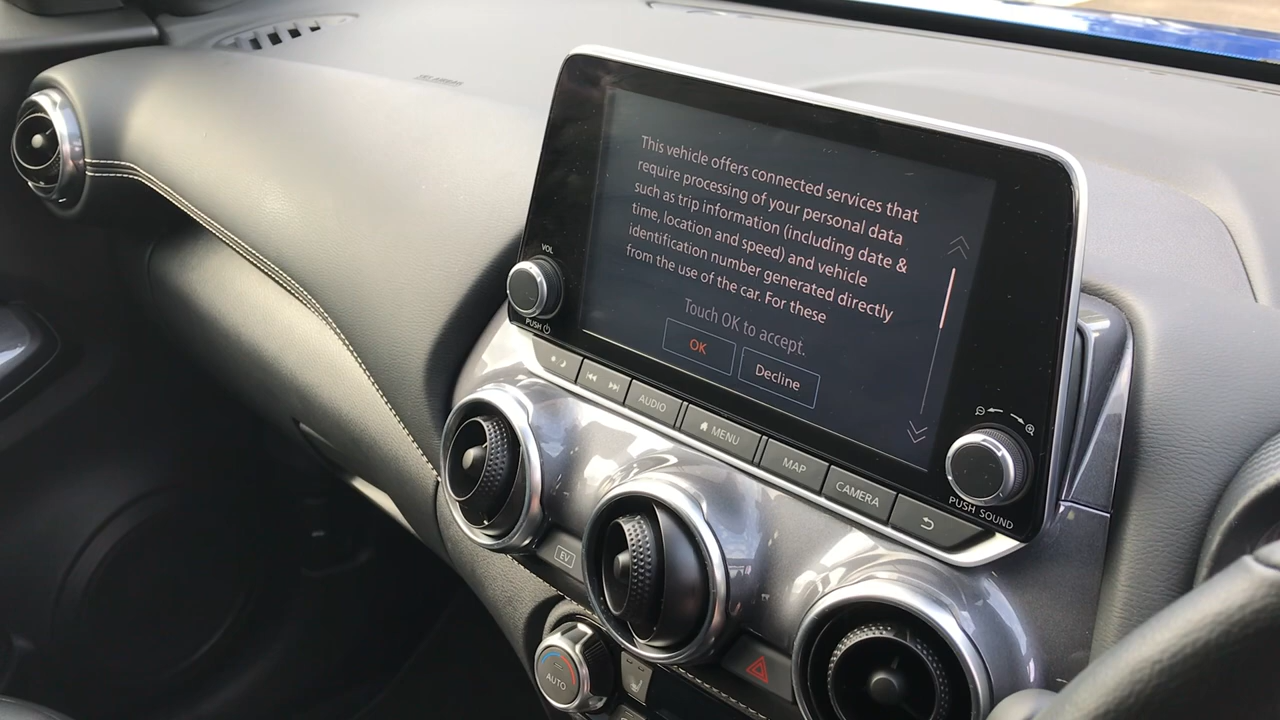 This vehicle offers connected services that
require processing of your personal data
such as trip information (including date &
time, location and speed) and vehicle
identification number generated directly
from the use of the car. For these
Touch OK to accept.
OK
Decline
VOL
PUSH
AUDIO
MENU
MAP
CAMERA
PUSH SOUND
EV
AUTO